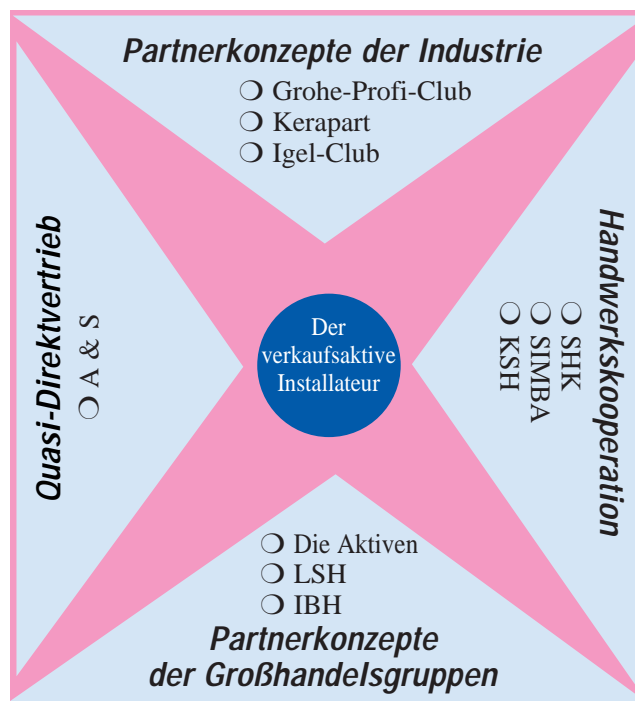 Partnerkonzepte der Industrie
❍ Grohe-Profi-Club
❍ Kerapart
❍ Igel-Club
Quasi-Direktvertrieb
❍ A & S
Der
verkaufsaktive
Installateur
Handwerkskooperation
❍ SHK
❍ SIMBA
❍ KSH
❍ Die Aktiven
❍ LSH
❍ IBH
Partnerkonzepte
der Großhandelsgruppen